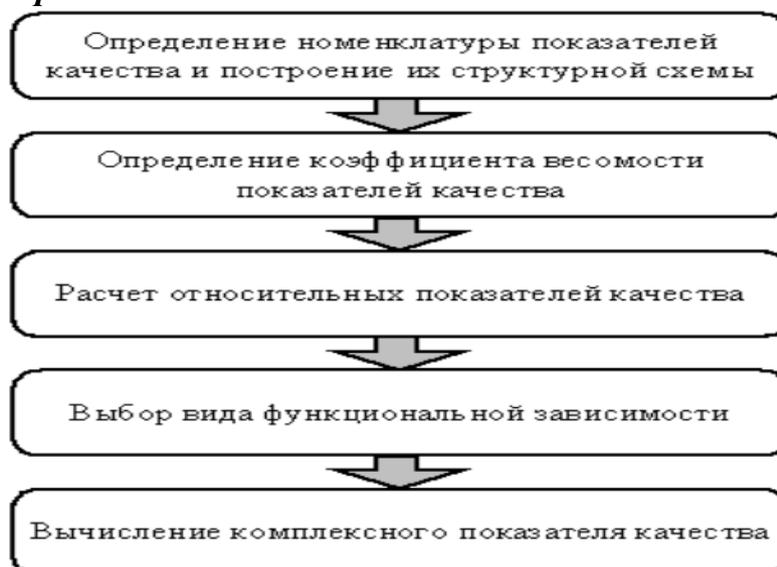 Определение номенклатуры показателей
качества и построение их структурной схемы
Определение коэффициента весомости
показателей качества
Расчет относительных показателей качества
Выбор вида функциональной зависимости
Вычисление комплексного показателя качества